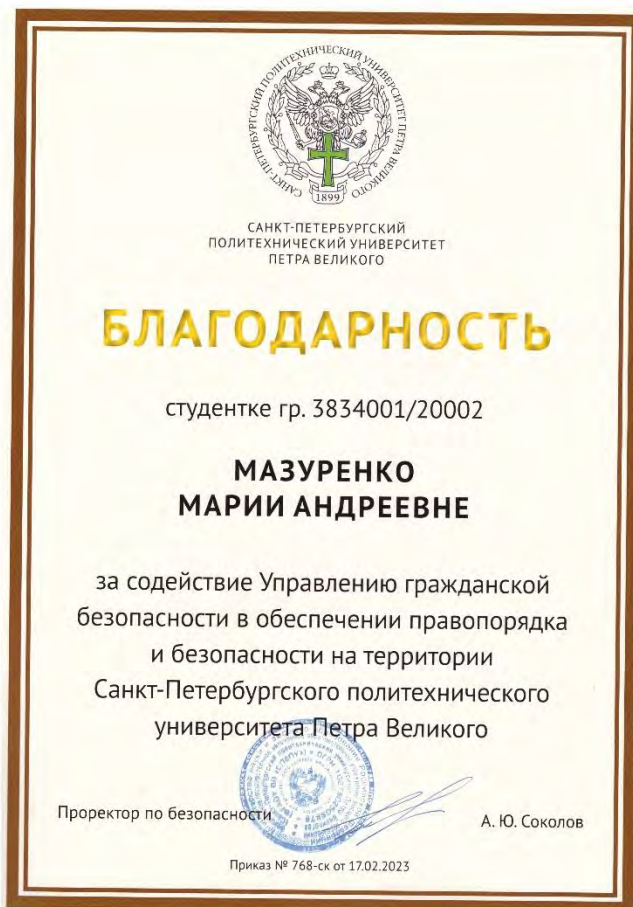 САНКТ-ПЕТЕРБУРГСКИЙ ПОЛИТЕХНИЧЕСКИЙ УНИВЕРСИТЕТ ПЕТРА ВЕЛИКОГО
1899
САНКТ-ПЕТЕРБУРГСКИЙ
ПОЛИТЕХНИЧЕСКИЙ УНИВЕРСИТЕТ
ПЕТРА ВЕЛИКОГО
БЛАГОДАРНОСТЬ
студентке гр. 3834001/20002
МАЗУРЕНКО
МАРИИ АНДРЕЕВНЕ
за содействие Управлению гражданской
безопасности в обеспечении правопорядка
и безопасности на территории
Санкт-Петербургского политехнического
университета Петра Великого
Проректор по безопасности
А. Ю. Соколов
Приказ № 768-ск от 17.02.2023